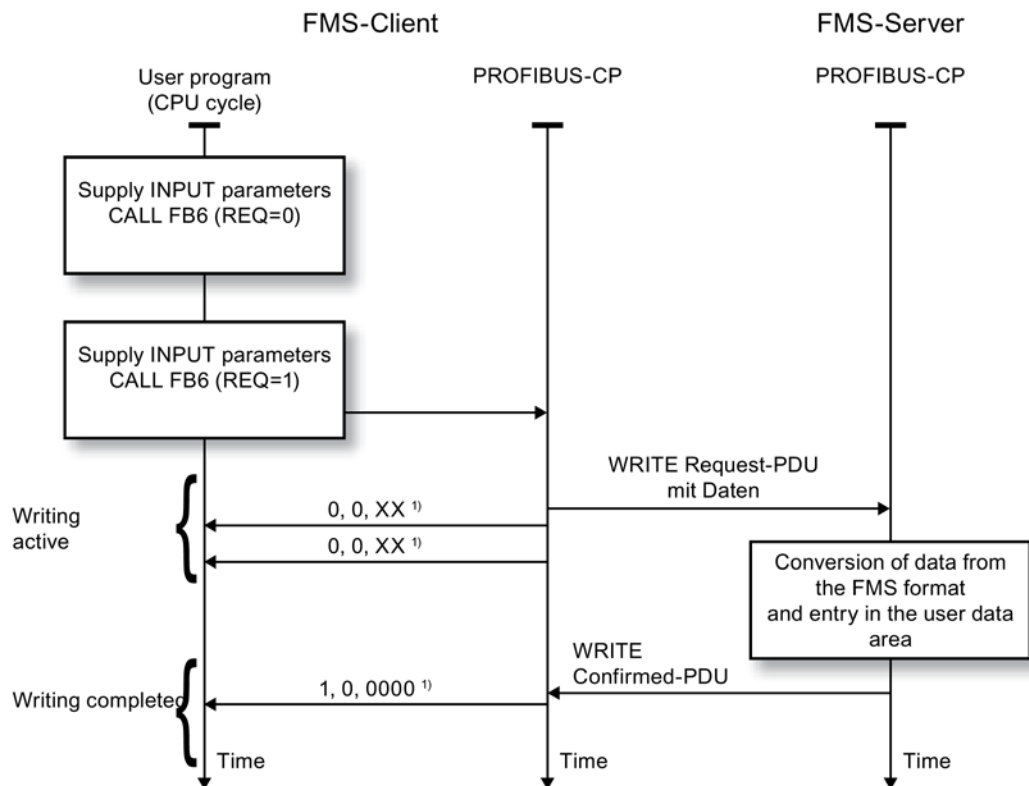 FMS-Client
FMS-Server
User program
(CPU cycle)
PROFIBUS-CP
PROFIBUS-CP
Supply INPUT parameters
CALL FB6 (REQ=0)
Supply INPUT parameters
CALL FB6 (REQ=1)
WRITE Request-PDU
mit Daten
Writing
active
0, 0, XX ¹⁾
0, 0, XX ¹⁾
Conversion of data from
the FMS format
and entry in the user data
area
WRITE
Confirmed-PDU
Writing completed
1, 0, 0000 ¹⁾
Time
Time
Time